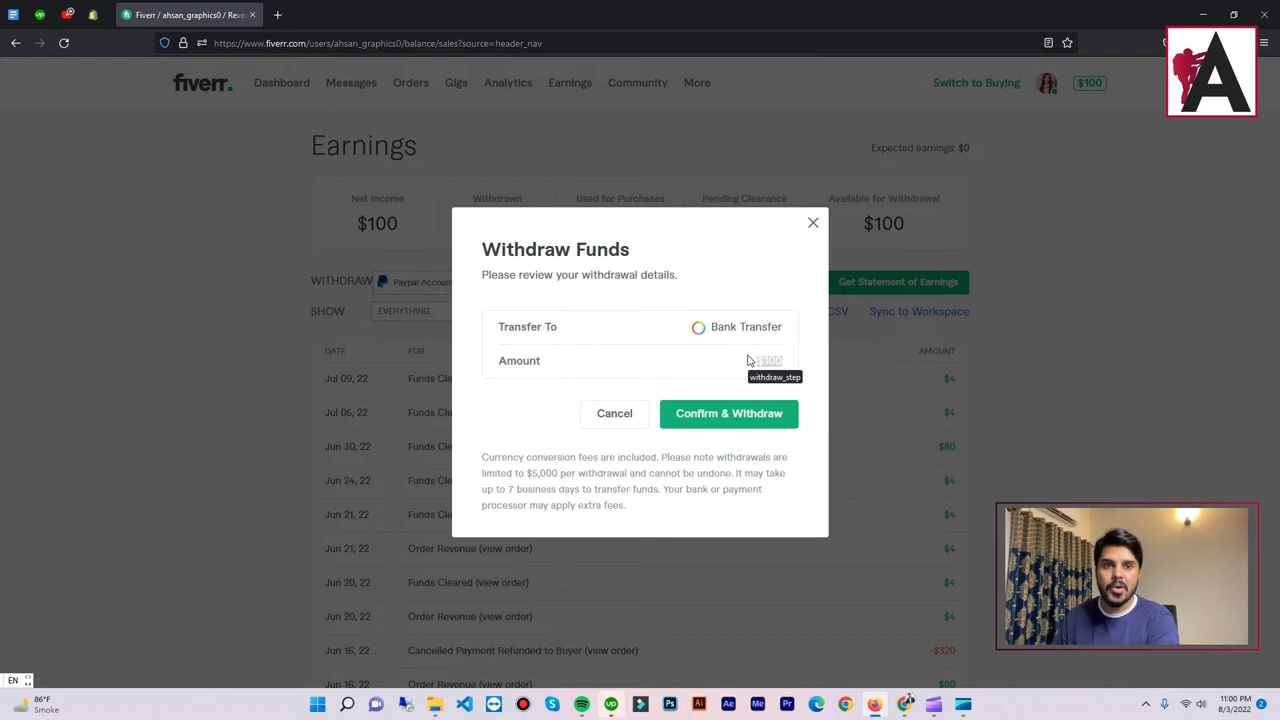 Fiverr / ahsan_graphics0 / Reve
https://www.fiverr.com/users/ahsan_graphics0/balance/sales?source=header_nav
A
fiverr.
Dashboard
Messages
Orders
Gigs
Analytics
Earnings
Community
More
Switch to Buying
$100
Earnings
Expected earnings: $0
Net Income
Withdrawn
Used for Purchases
Pending Clearance
Available for Withdrawal
$100
$100
WITHDRAW
Paypal Accoun
Get Statement of Earnings
SHOW
EVERYTHING
CSV
Sync to Workspace
DATE
FOR
AMOUNT
Withdraw Funds
Please review your withdrawal details.
Transfer To
Bank Transfer
Amount
$100
withdraw_step
Cancel
Confirm & Withdraw
Currency conversion fees are included. Please note withdrawals are
limited to $5,000 per withdrawal and cannot be undone. It may take
up to 7 business days to transfer funds. Your bank or payment
processor may apply extra fees.
Jul 09, 22 Funds Cle $4
Jul 05, 22 Funds Cle $4
Jun 30, 22 Funds Cle $80
Jun 24, 22 Funds Cle $4
Jun 21, 22 Funds Cle $4
Jun 21, 22 Order Revenue (view order) $4
Jun 20, 22 Funds Cleared (view order) $4
Jun 20, 22 Order Revenue (view order) $4
Jun 16, 22 Cancelled Payment Refunded to Buyer (view order) -$320
Jun 16, 22 Order Revenue (view order) $80
EN
86°F
Smoke
11:00 PM
8/3/2022